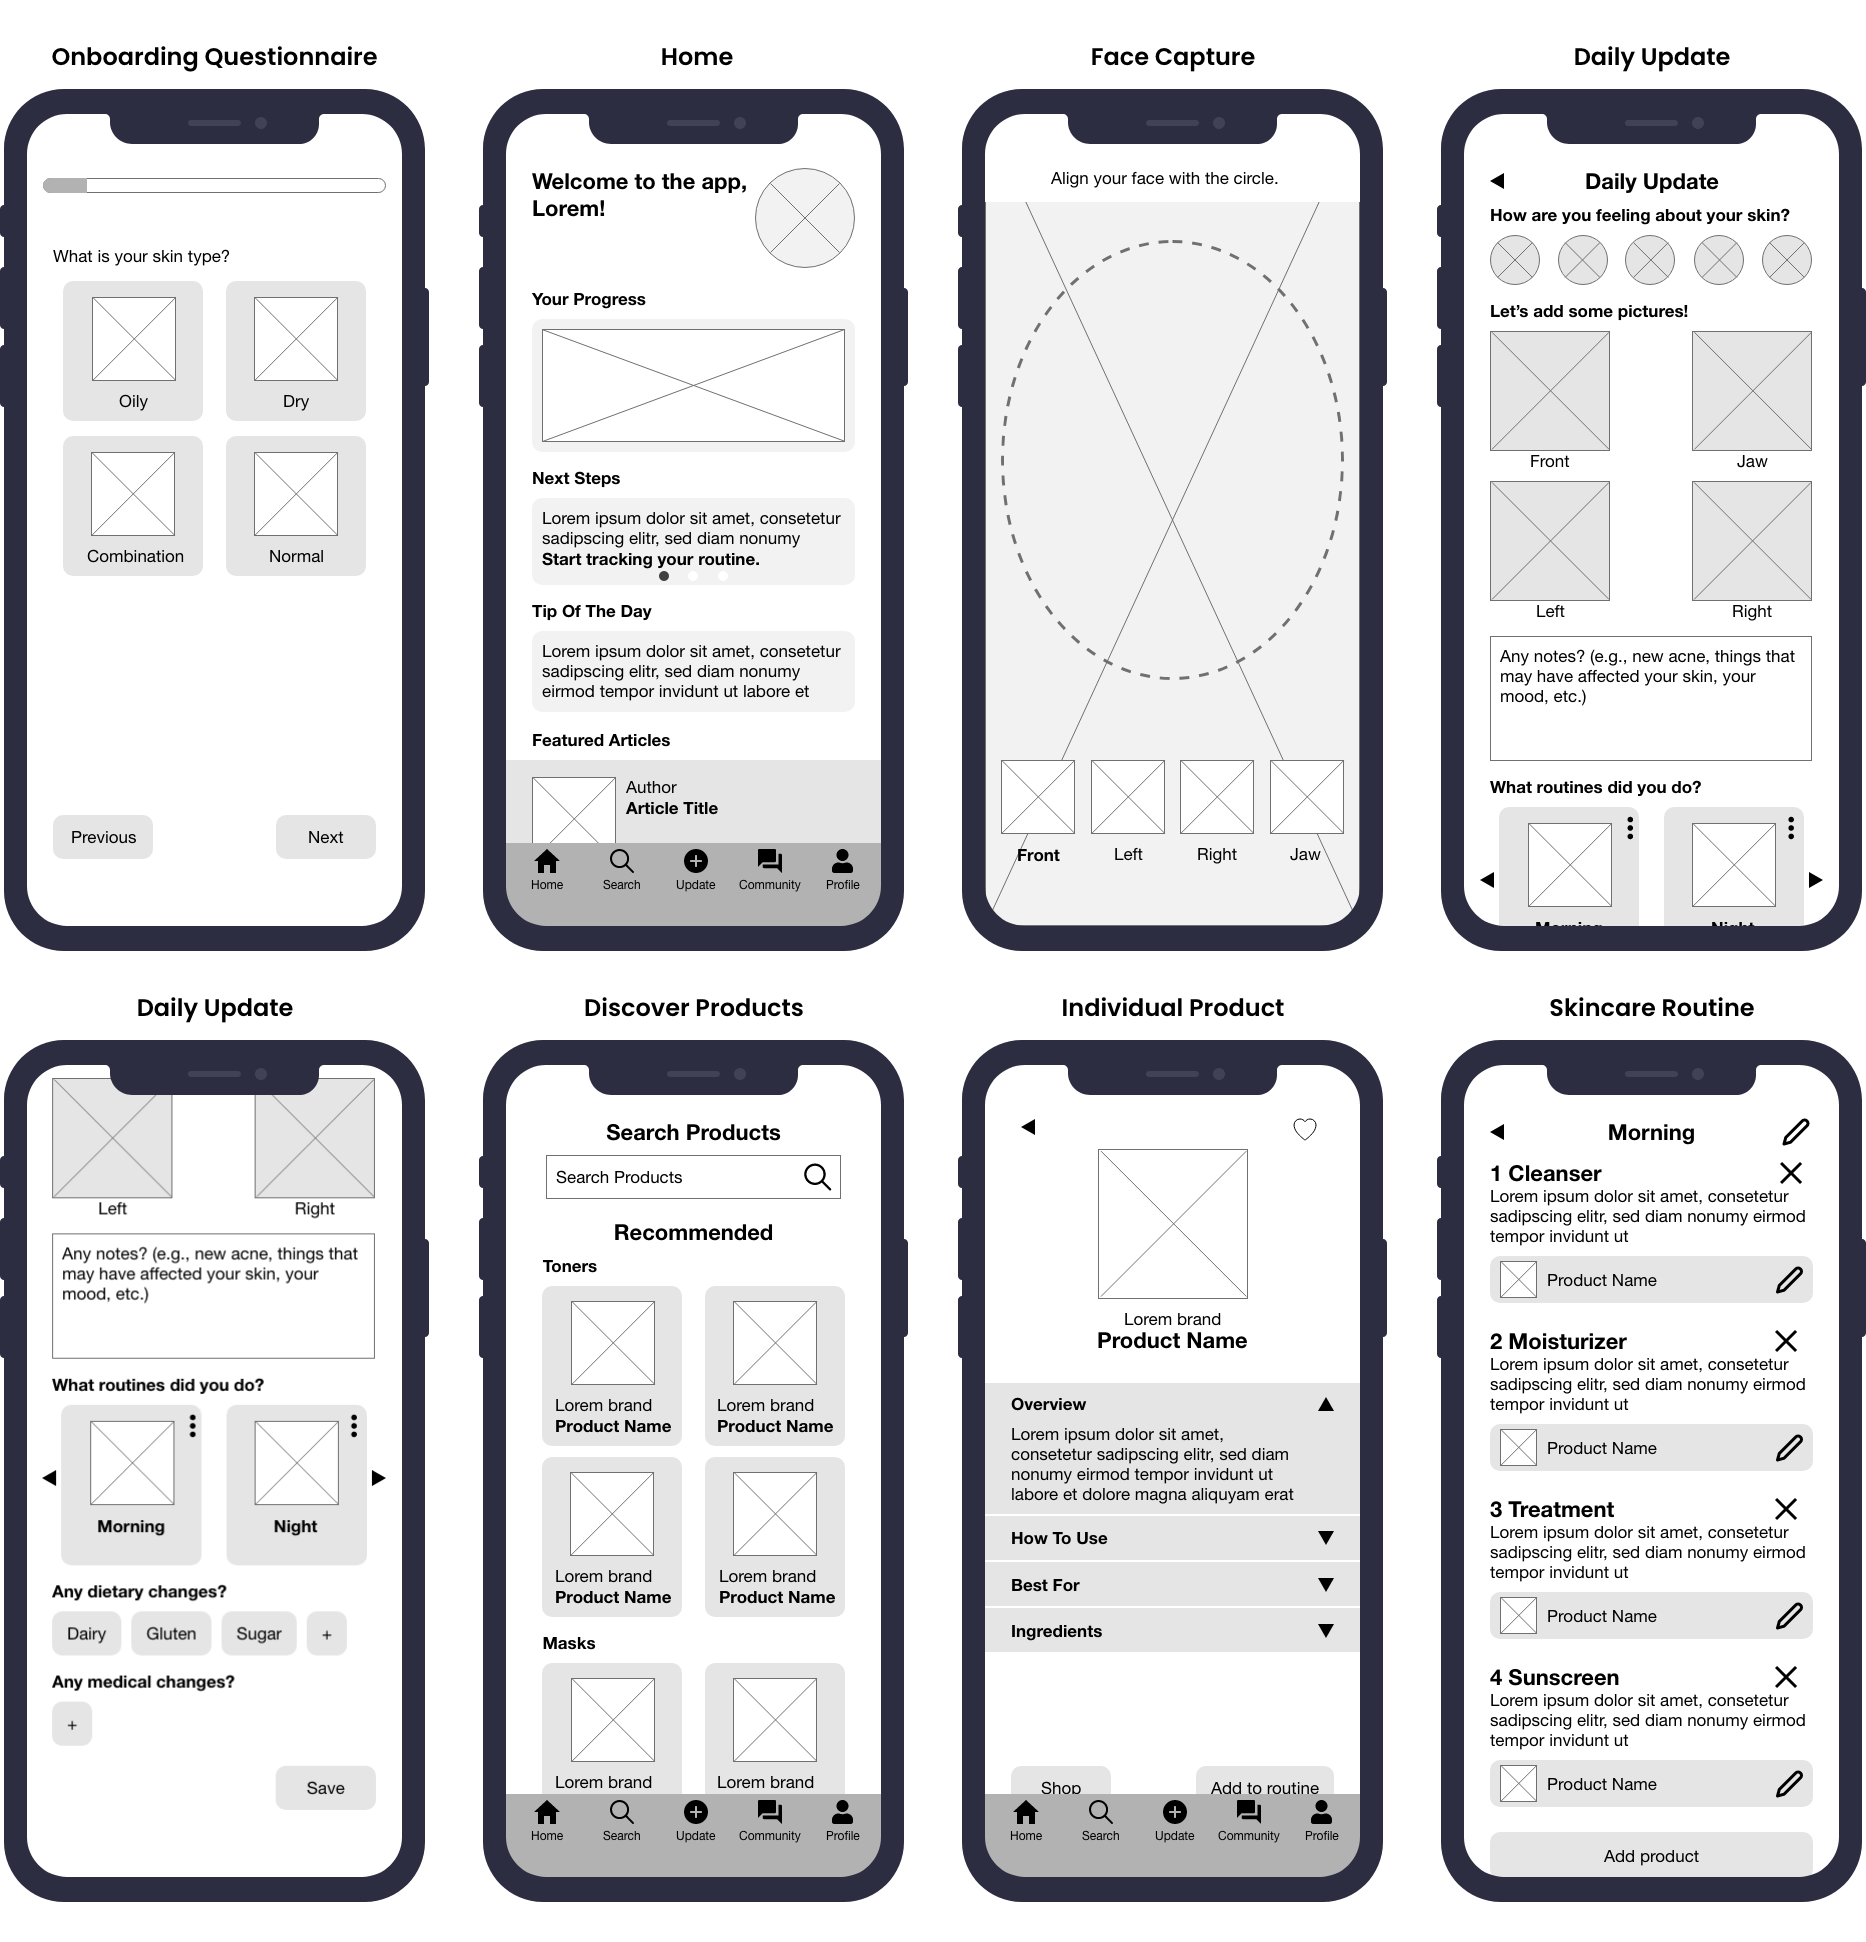 Onboarding Questionnaire
What is your skin type?
Oily
Dry
Combination
Normal
Previous
Next
Home
Welcome to the app,
Lorem!
Your Progress
Next Steps
Lorem ipsum dolor sit amet, consetetur
sadipscing elitr, sed diam nonumy
Start tracking your routine.
Tip Of The Day
Lorem ipsum dolor sit amet, consetetur
sadipscing elitr, sed diam nonumy
eirmod tempor invidunt ut labore et
Featured Articles
Author
Article Title
Home
Search
Update
Community
Profile
Face Capture
Align your face with the circle.
Front
Left
Right
Jaw
Daily Update
Daily Update
How are you feeling about your skin?
Let's add some pictures!
Front
Jaw
Left
Right
Any notes? (e.g., new acne, things that
may have affected your skin, your
mood, etc.)
What routines did you do?
Morning
Night
Daily Update
Left
Right
Any notes? (e.g., new acne, things that
may have affected your skin, your
mood, etc.)
What routines did you do?
Morning
Night
Any dietary changes?
Dairy
Gluten
Sugar
+
Any medical changes?
+
Save
Discover Products
Search Products
Search Products
Recommended
Toners
Lorem brand
Product Name
Lorem brand
Product Name
Lorem brand
Product Name
Lorem brand
Product Name
Masks
Lorem brand
Lorem brand
Home
Search
Update
Community
Profile
Individual Product
Lorem brand
Product Name
Overview
Lorem ipsum dolor sit amet,
consetetur sadipscing elitr, sed diam
nonumy eirmod tempor invidunt ut
labore et dolore magna aliquyam erat
How To Use
Best For
Ingredients
Shop
Add to routine
Home
Search
Update
Community
Profile
Skincare Routine
Morning
1 Cleanser
Lorem ipsum dolor sit amet, consetetur
sadipscing elitr, sed diam nonumy eirmod
tempor invidunt ut
Product Name
2 Moisturizer
Lorem ipsum dolor sit amet, consetetur
sadipscing elitr, sed diam nonumy eirmod
tempor invidunt ut
Product Name
3 Treatment
Lorem ipsum dolor sit amet, consetetur
sadipscing elitr, sed diam nonumy eirmod
tempor invidunt ut
Product Name
4 Sunscreen
Lorem ipsum dolor sit amet, consetetur
sadipscing elitr, sed diam nonumy eirmod
tempor invidunt ut
Product Name
Add product